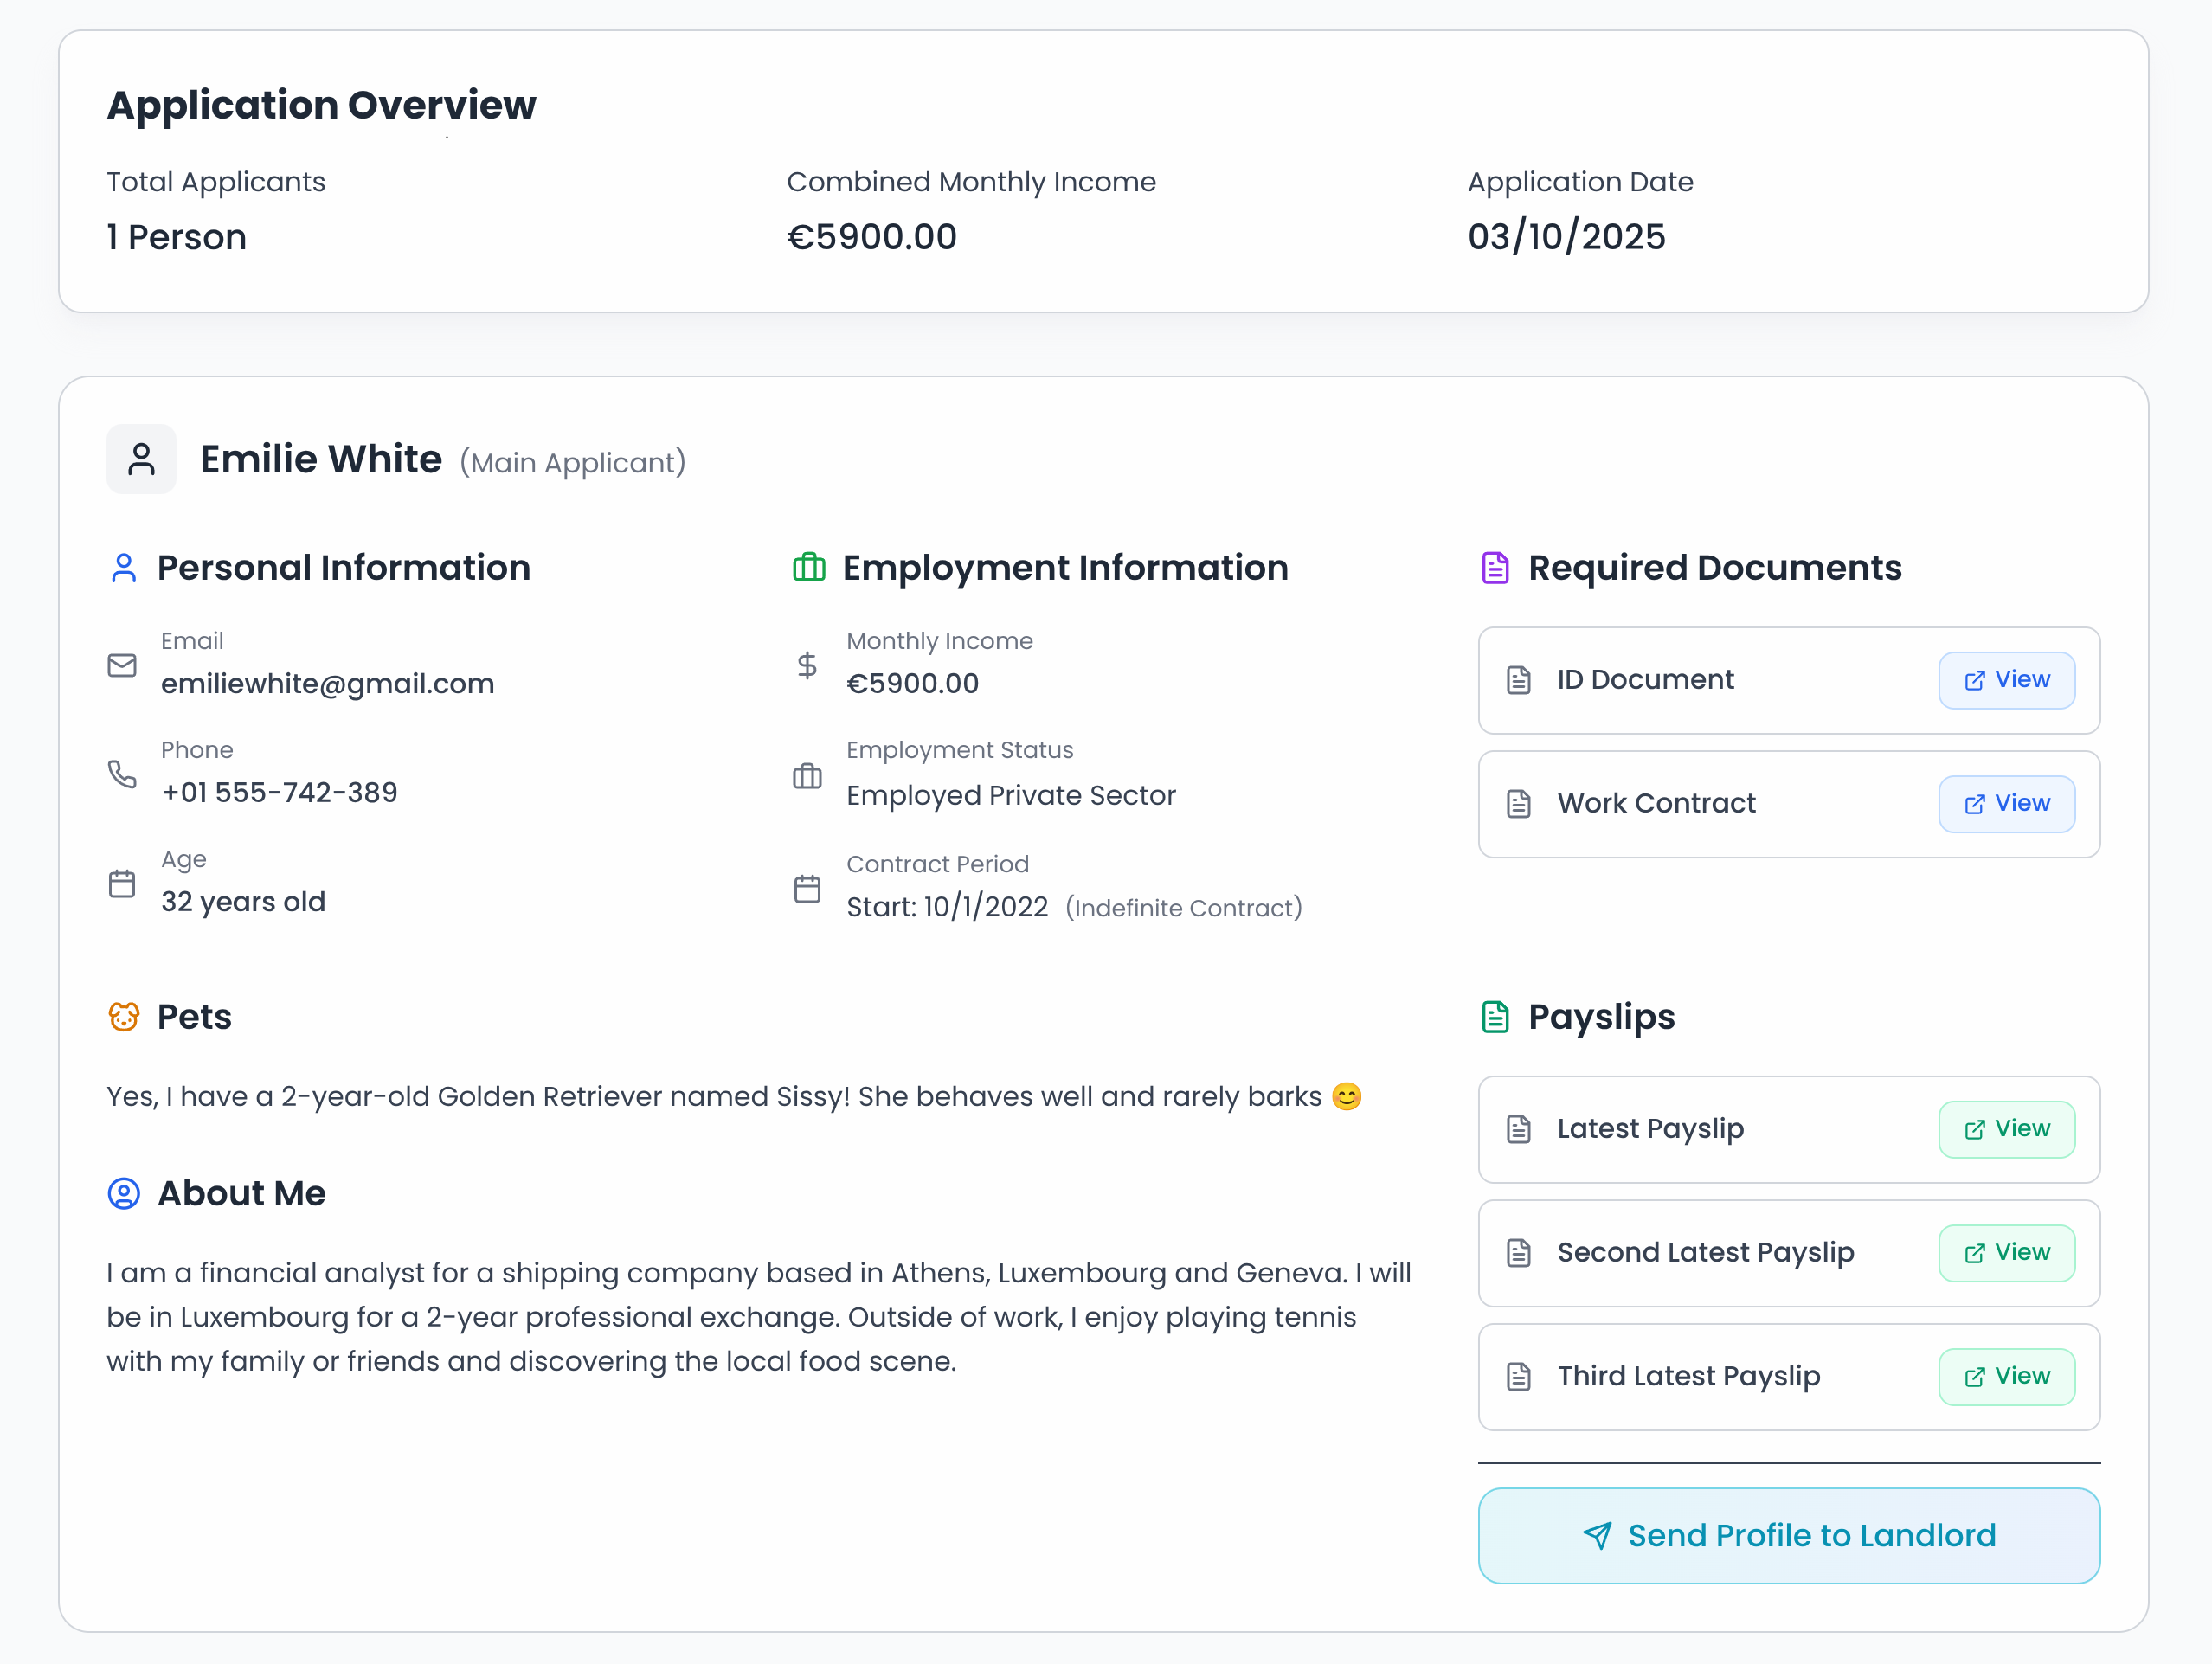 Application Overview
Total Applicants
1 Person
Combined Monthly Income
€5900.00
Application Date
03/10/2025
Emilie White (Main Applicant)
Personal Information
Email
emiliewhite@gmail.com
Phone
+01 555-742-389
Age
32 years old
Employment Information
Monthly Income
€5900.00
Employment Status
Employed Private Sector
Contract Period
Start: 10/1/2022 (Indefinite Contract)
Required Documents
ID Document
View
Work Contract
View
Pets
Yes, I have a 2-year-old Golden Retriever named Sissy! She behaves well and rarely barks 😊
About Me
I am a financial analyst for a shipping company based in Athens, Luxembourg and Geneva. I will
be in Luxembourg for a 2-year professional exchange. Outside of work, I enjoy playing tennis
with my family or friends and discovering the local food scene.
Payslips
Latest Payslip
View
Second Latest Payslip
View
Third Latest Payslip
View
Send Profile to Landlord